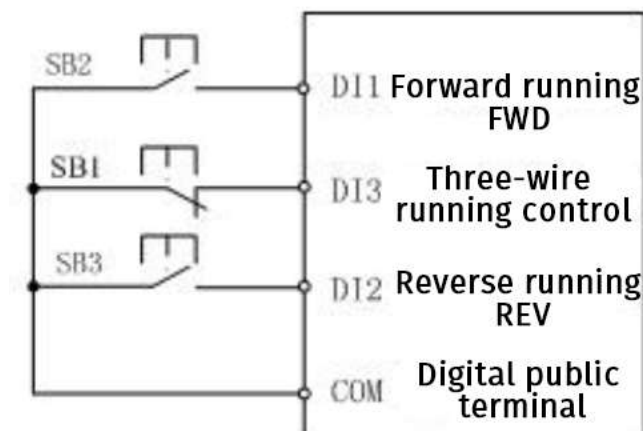 SB2
DI1 Forward running
FWD
SB1
DI3 Three-wire
running control
SB3
DI2 Reverse running
REV
COM Digital public
terminal